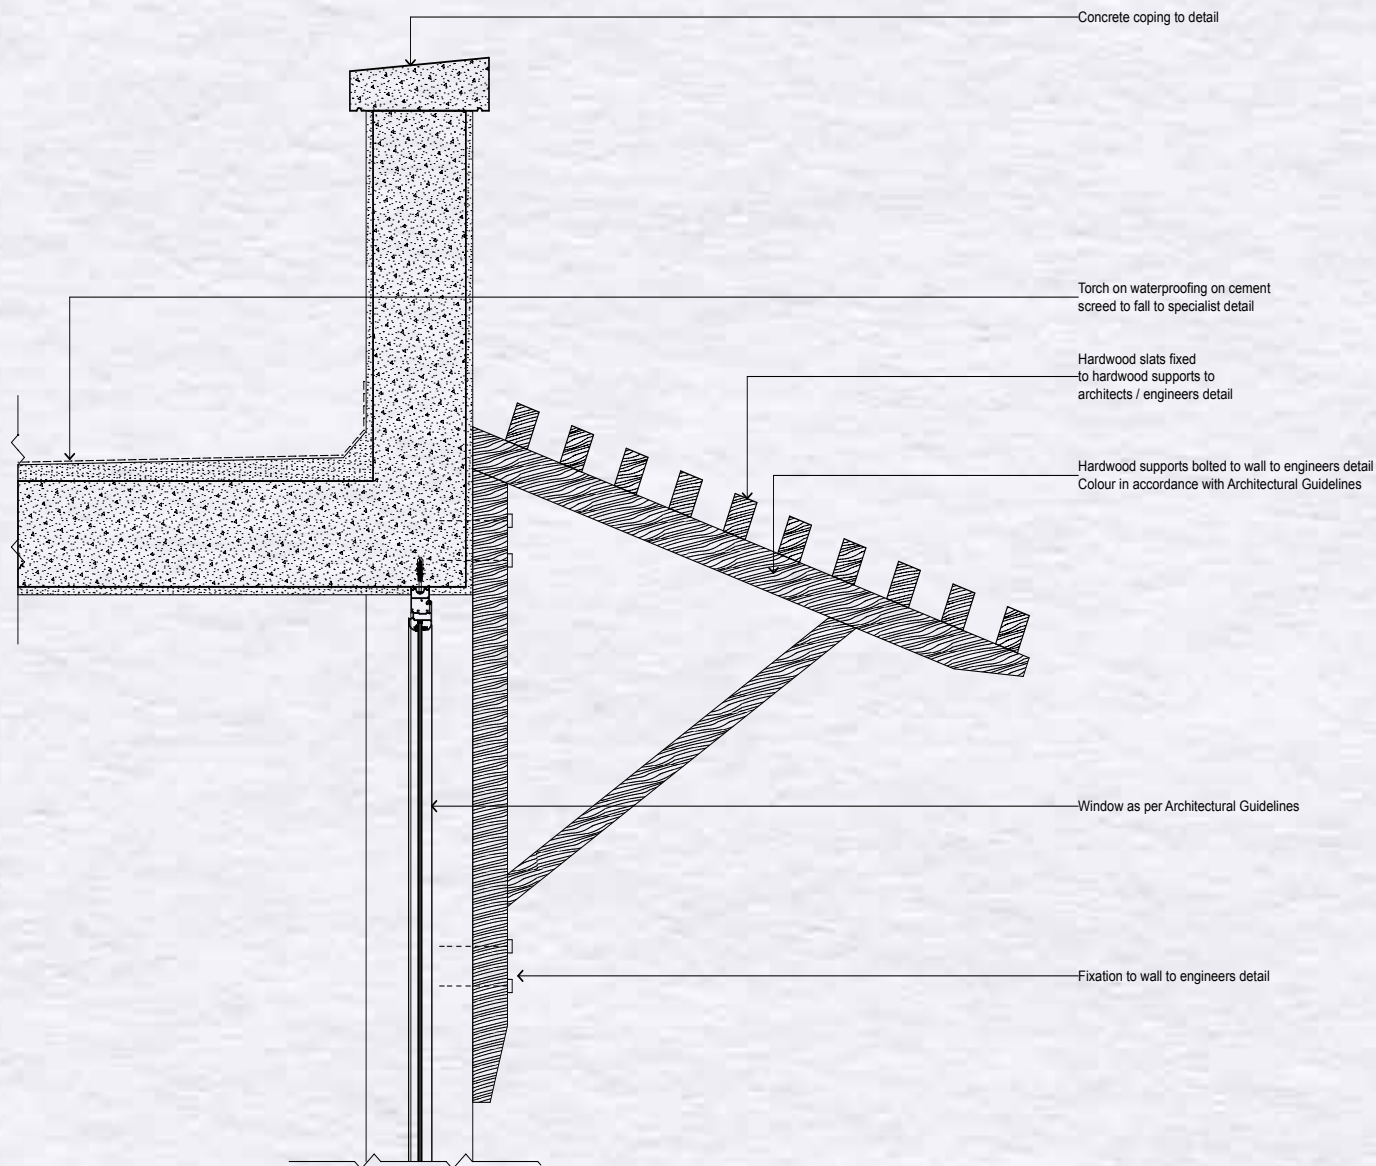 Concrete coping to detail
Torch on waterproofing on cement
screed to fall to specialist detail
Hardwood slats fixed
to hardwood supports to
architects / engineers detail
Hardwood supports bolted to wall to engineers detail
Colour in accordance with Architectural Guidelines
Window as per Architectural Guidelines
Fixation to wall to engineers detail